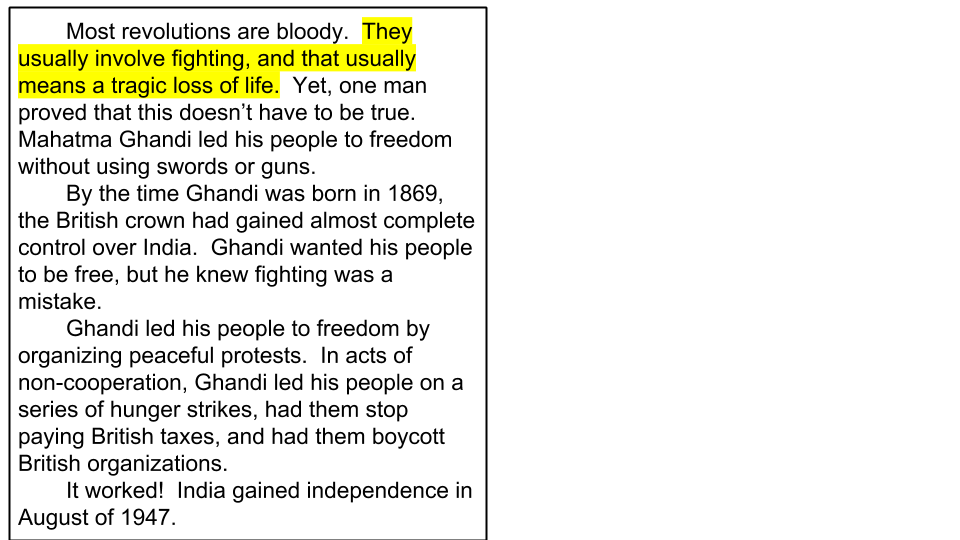 Most revolutions are bloody.  They
usually involve fighting, and that usually
means a tragic loss of life.  Yet, one man
proved that this doesn’t have to be true.
Mahatma Ghandi led his people to freedom
without using swords or guns.
By the time Ghandi was born in 1869,
the British crown had gained almost complete
control over India.  Ghandi wanted his people
to be free, but he knew fighting was a
mistake.
Ghandi led his people to freedom by
organizing peaceful protests.  In acts of
non-cooperation, Ghandi led his people on a
series of hunger strikes, had them stop
paying British taxes, and had them boycott
British organizations.
It worked!  India gained independence in
August of 1947.